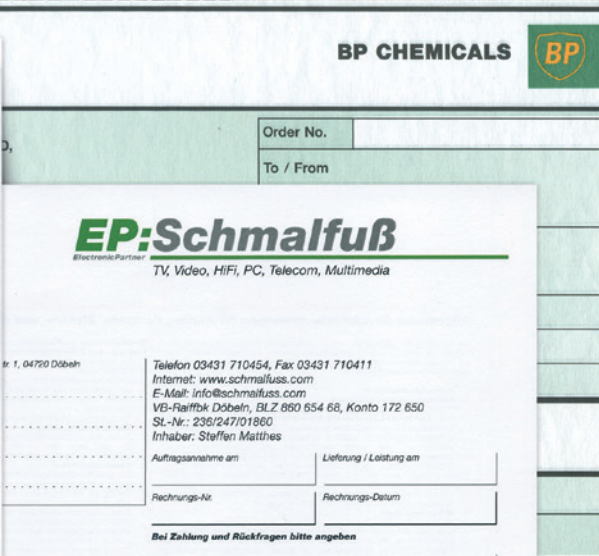 BP CHEMICALS BP
Order No.
To / From
EP:Schmalfuß
ElectronicPartner
TV, Video, HiFi, PC, Telecom, Multimedia
tr. 1, 04720 Döbeln
Telefon 03431 710454, Fax 03431 710411
Internet: www.schmalfuss.com
E-Mail: info@schmalfuss.com
VB-Raiffbk Döbeln, BLZ 860 654 68, Konto 172 650
St.-Nr.: 236/247/01860
Inhaber: Steffen Matthes
Auftragsannahme am
Lieferung / Leistung am
Rechnungs-Nr.
Rechnungs-Datum
Bei Zahlung und Rückfragen bitte angeben